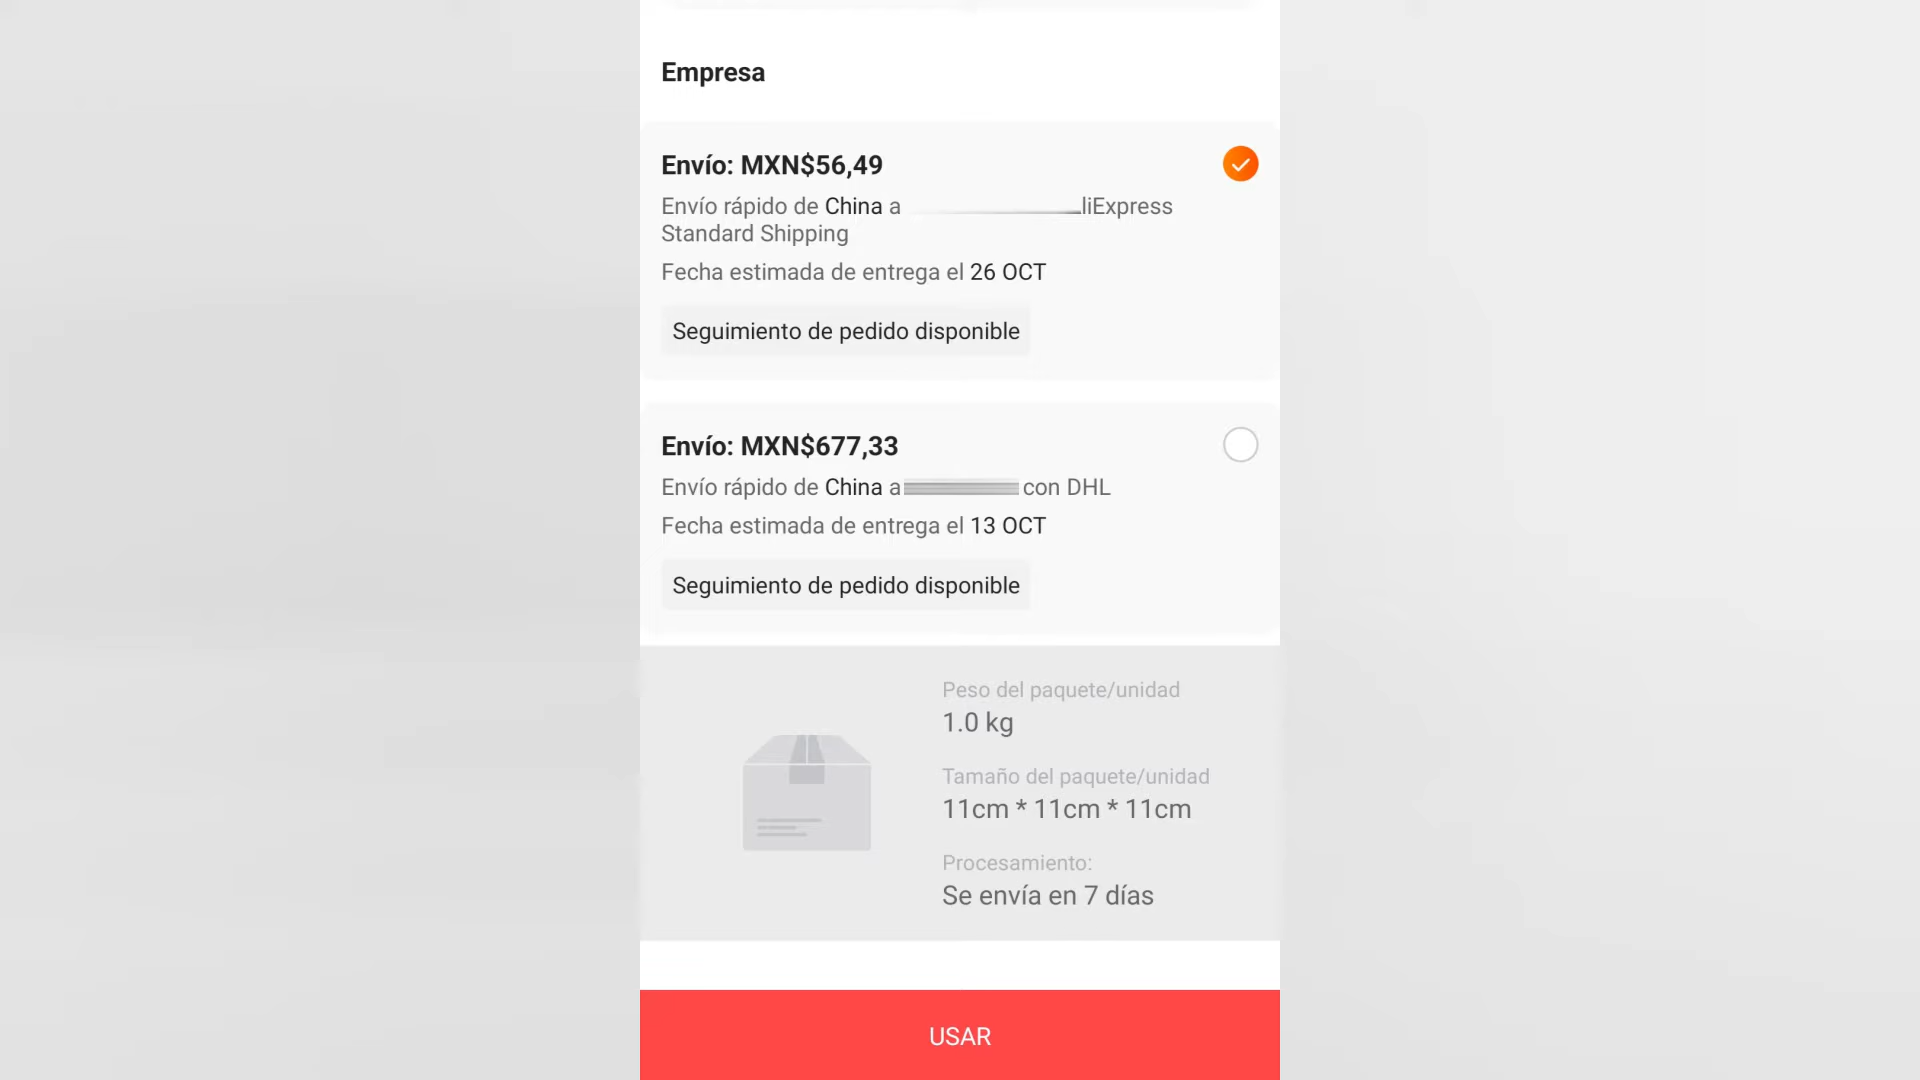 Empresa
Envío: MXN$56,49
Envío rápido de China a liExpress
Standard Shipping
Fecha estimada de entrega el 26 OCT
Seguimiento de pedido disponible
Envío: MXN$677,33
Envío rápido de China a con DHL
Fecha estimada de entrega el 13 OCT
Seguimiento de pedido disponible
Peso del paquete/unidad
1.0 kg
Tamaño del paquete/unidad
11cm * 11cm * 11cm
Procesamiento:
Se envía en 7 días
USAR